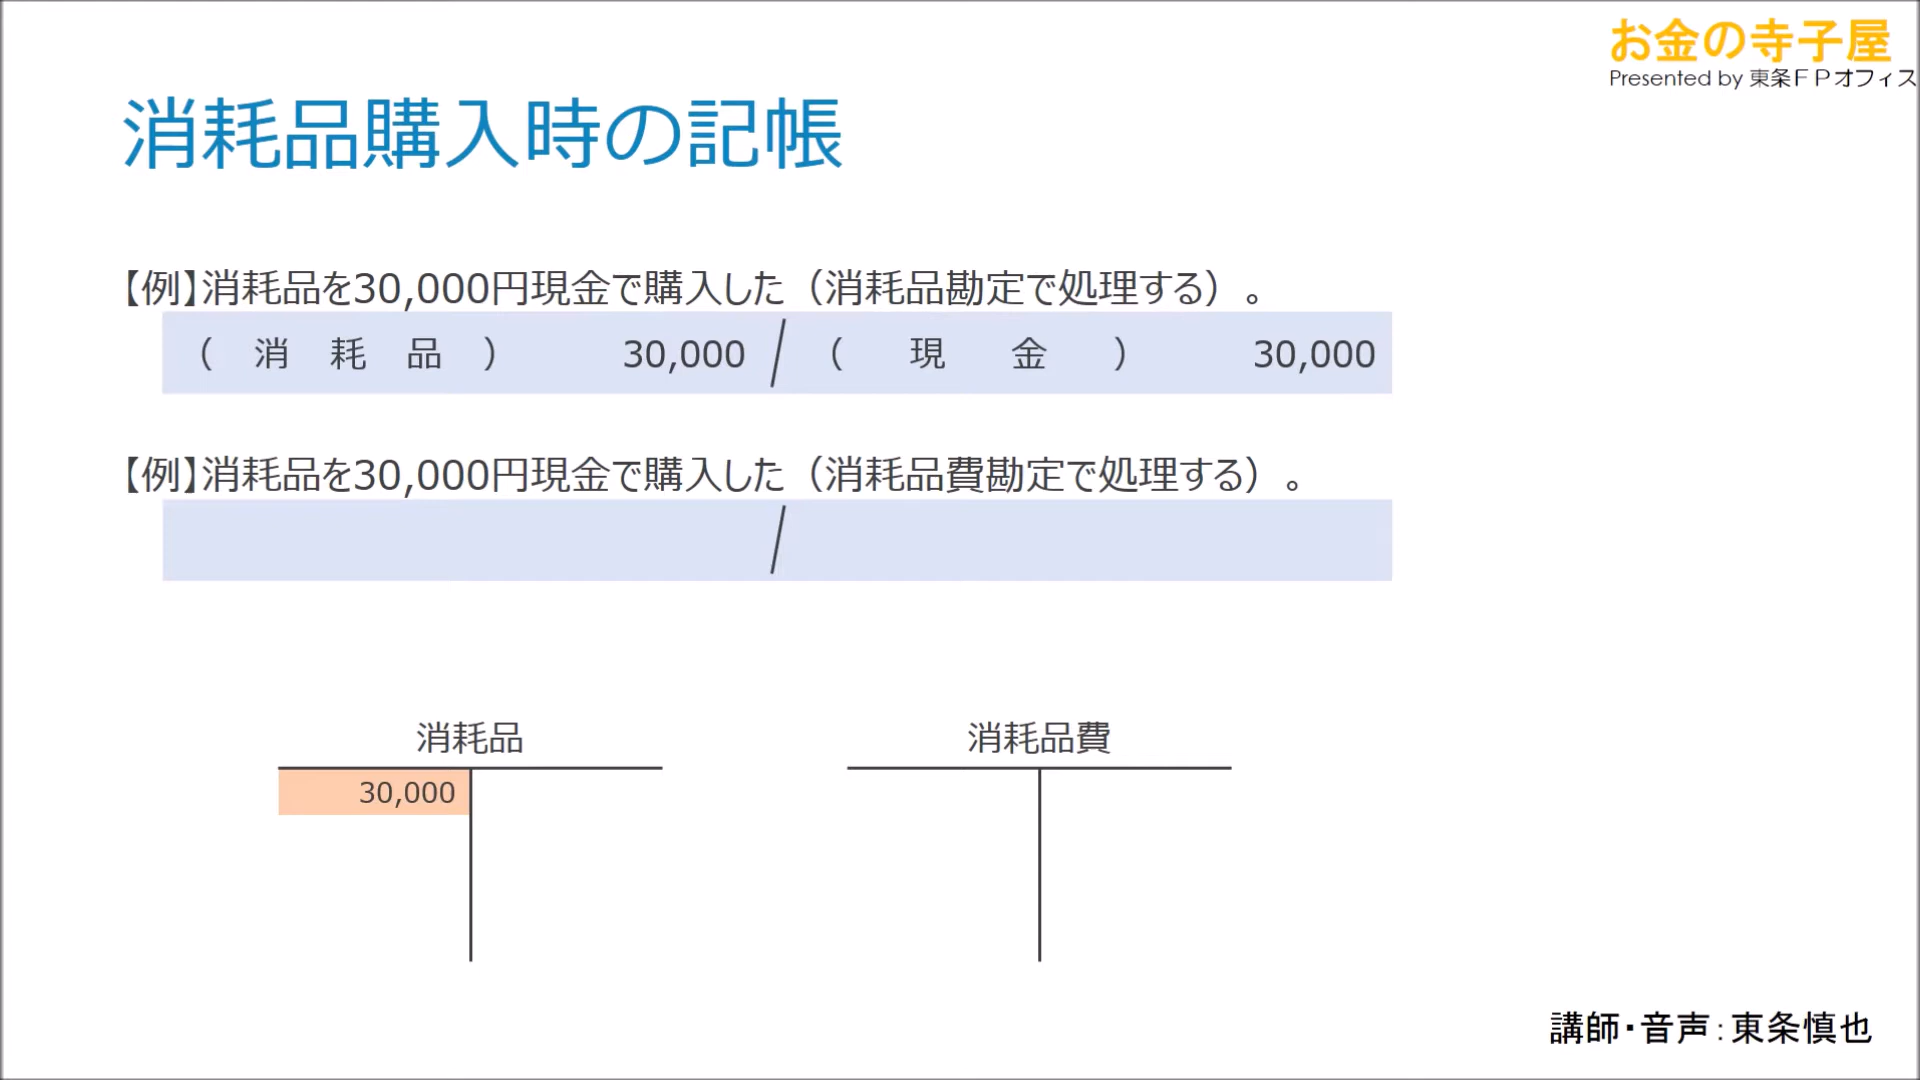 お金の寺子屋
Presented by 東条ＦＰオフィス
消耗品購入時の記帳
【例】消耗品を30,000円現金で購入した（消耗品勘定で処理する）。
（ 消 耗 品 ） 30,000 / （ 現 金 ） 30,000
【例】消耗品を30,000円現金で購入した（消耗品費勘定で処理する）。
/
消耗品 消耗品費
30,000
講師・音声：東条慎也